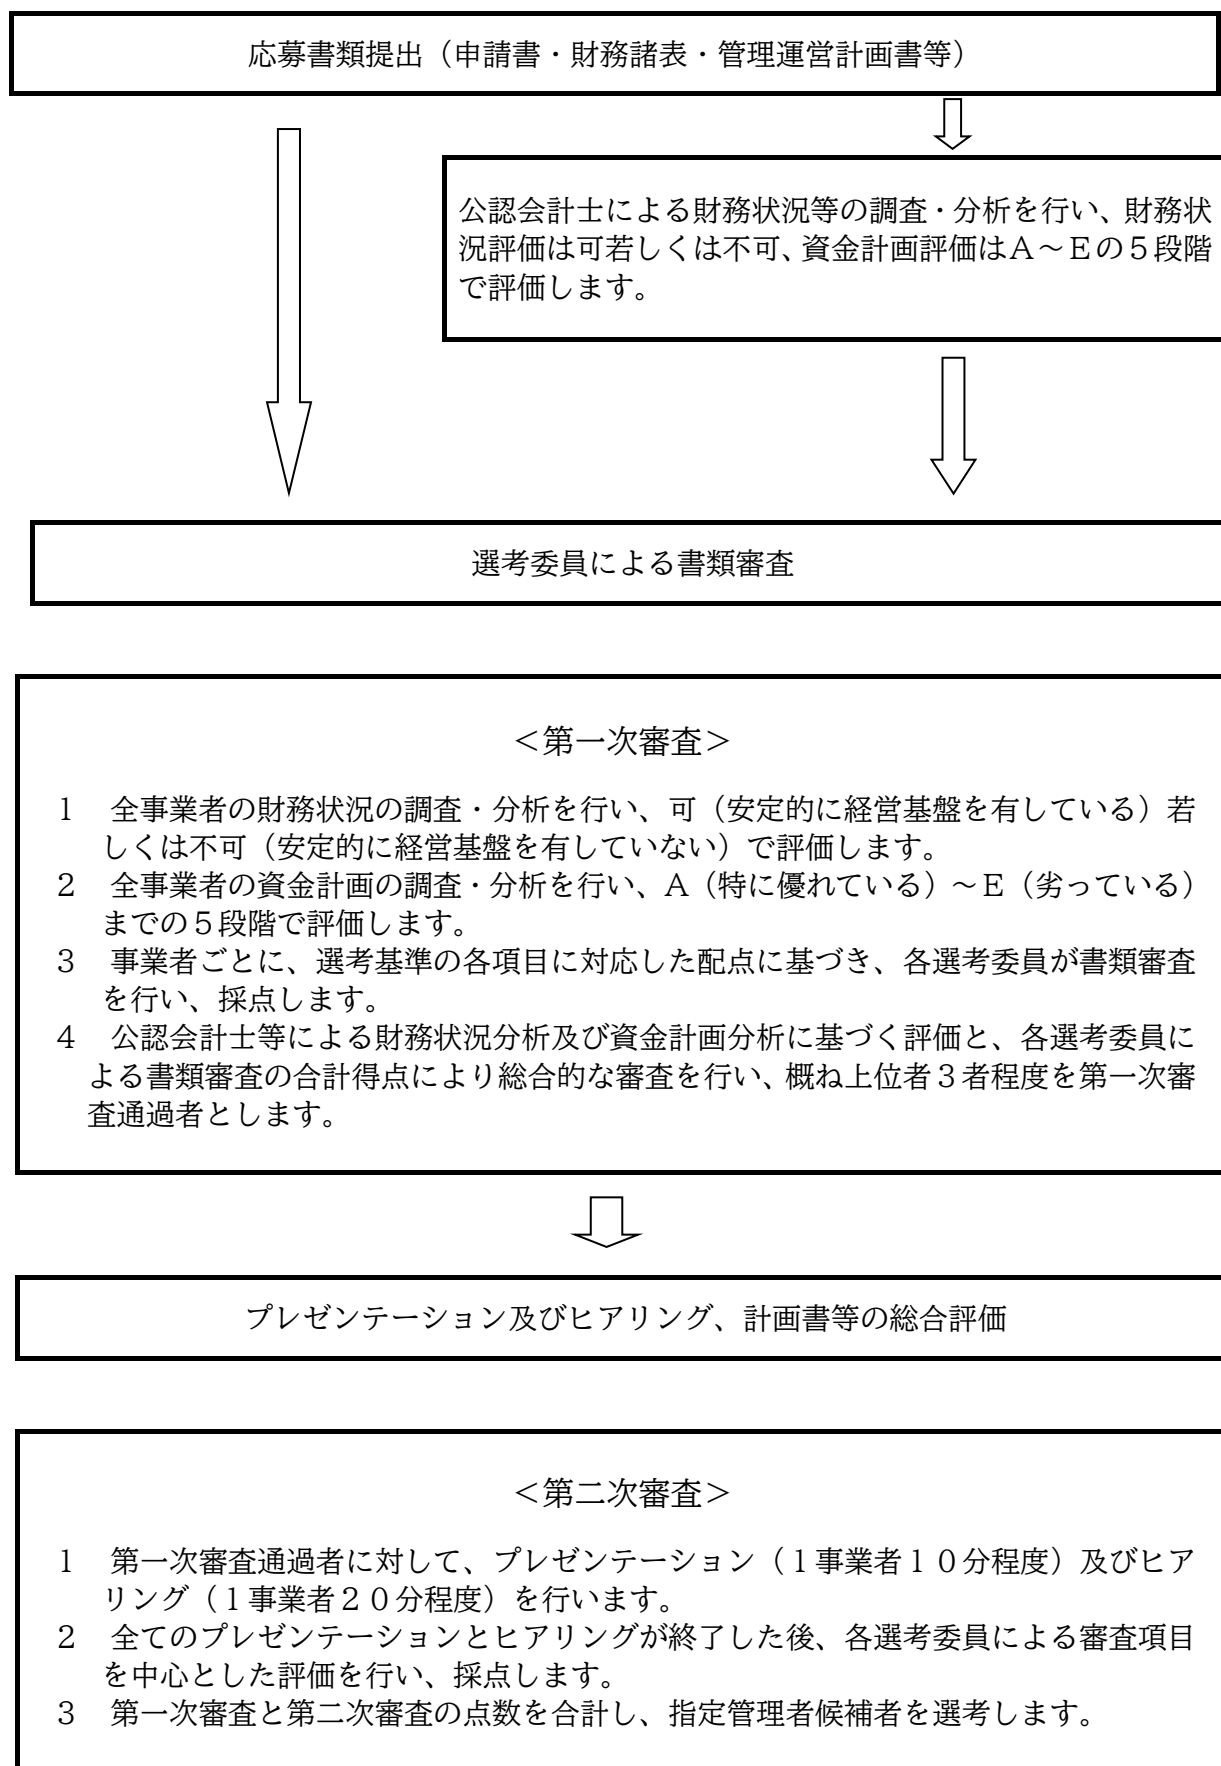 応募書類提出（申請書・財務諸表・管理運営計画書等）
公認会計士による財務状況等の調査・分析を行い、財務状
況評価は可若しくは不可、資金計画評価はＡ～Ｅの５段階
で評価します。
選考委員による書類審査
＜第一次審査＞
１　全事業者の財務状況の調査・分析を行い、可（安定的に経営基盤を有している）若
しくは不可（安定的に経営基盤を有していない）で評価します。
２　全事業者の資金計画の調査・分析を行い、Ａ（特に優れている）～Ｅ（劣っている）
までの５段階で評価します。
３　事業者ごとに、選考基準の各項目に対応した配点に基づき、各選考委員が書類審査
を行い、採点します。
４　公認会計士等による財務状況分析及び資金計画分析に基づく評価と、各選考委員に
よる書類審査の合計得点により総合的な審査を行い、概ね上位者３者程度を第一次審
査通過者とします。
プレゼンテーション及びヒアリング、計画書等の総合評価
＜第二次審査＞
１　第一次審査通過者に対して、プレゼンテーション（１事業者１０分程度）及びヒア
リング（１事業者２０分程度）を行います。
２　全てのプレゼンテーションとヒアリングが終了した後、各選考委員による審査項目
を中心とした評価を行い、採点します。
３　第一次審査と第二次審査の点数を合計し、指定管理者候補者を選考します。